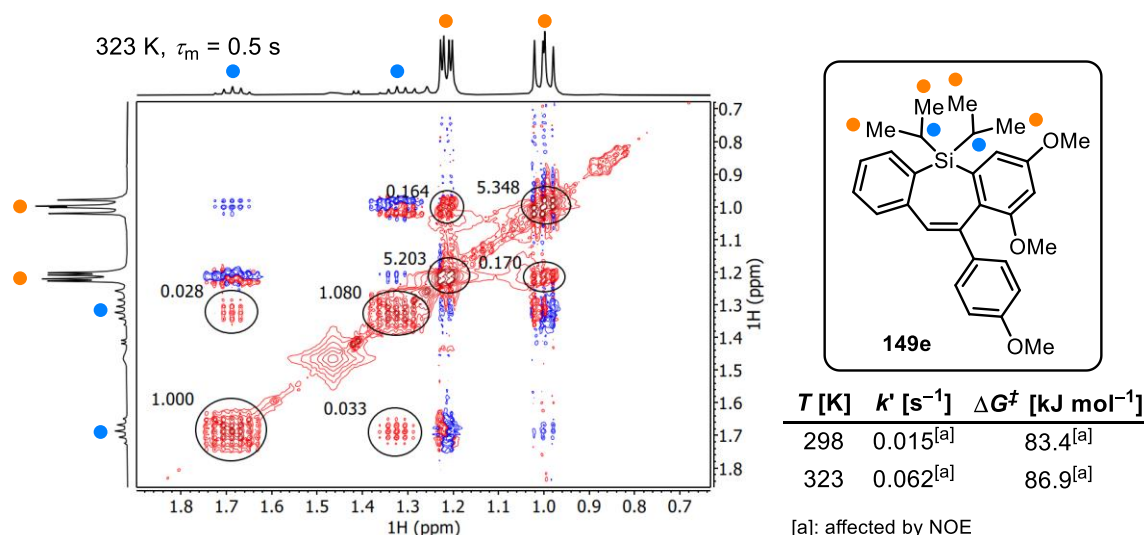 323 K, τm = 0.5 s
0.164
5.348
5.203
0.170
0.028
1.080
1.000
0.033
0.7
0.8
0.9
1.0
1.1
1.2
1.3
1.4
1.5
1.6
1.7
1.8
1H (ppm)
1.8 1.7 1.6 1.5 1.4 1.3 1.2 1.1 1.0 0.9 0.8 0.7
1H (ppm)
Me Me
Me Me
Si
OMe
OMe
OMe
149e
T [K] k' [s⁻¹] ΔG‡ [kJ mol⁻¹]
298 0.015[a] 83.4[a]
323 0.062[a] 86.9[a]
[a]: affected by NOE